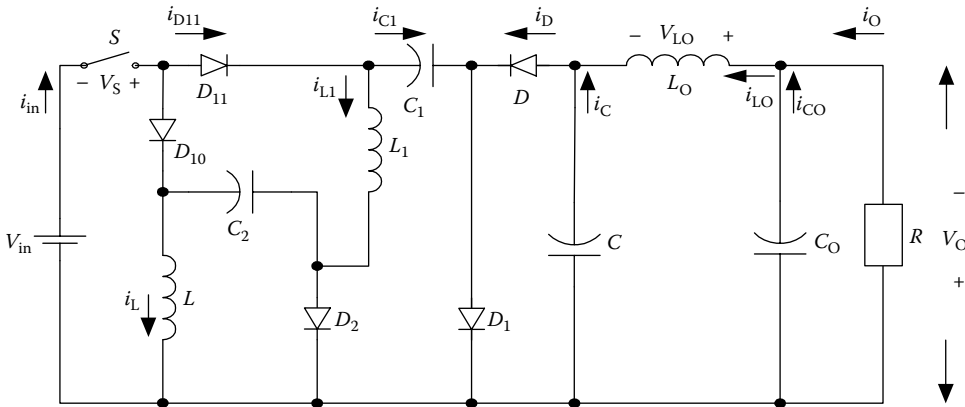 i_D11
i_C1
i_D
i_O
S
− V_LO +
− V_S +
D_11
C_1
D
L_O
i_in
i_L1
i_C
i_LO
i_CO
D_10
L_1
C_2
V_in
C
C_O
R
−
V_O
+
i_L
L
D_2
D_1